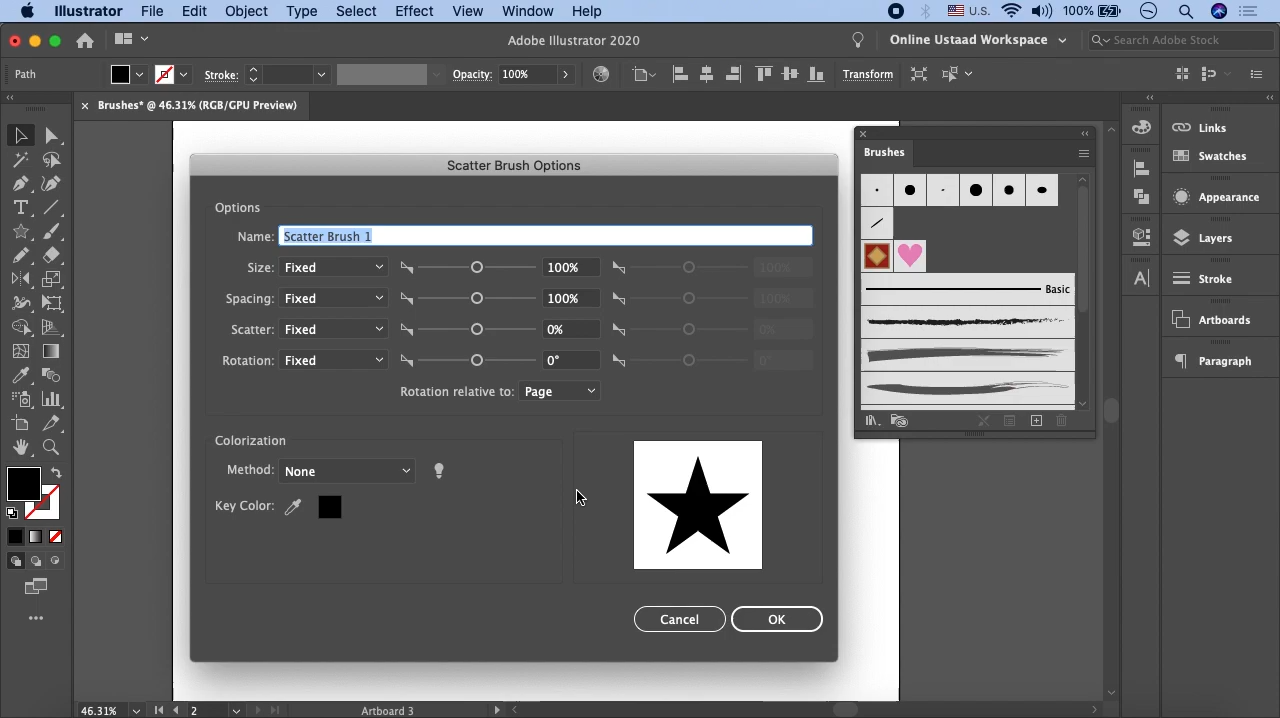 Illustrator File Edit Object Type Select Effect View Window Help U.S. 100%
Adobe Illustrator 2020 Online Ustaad Workspace Search Adobe Stock
Path Stroke: Opacity: 100% Transform
Brushes* @ 46.31% (RGB/GPU Preview)
Scatter Brush Options
Options
Name: Scatter Brush 1
Size: Fixed 100% 100%
Spacing: Fixed 100% 100%
Scatter: Fixed 0% 0%
Rotation: Fixed 0° 0°
Rotation relative to: Page
Colorization
Method: None
Key Color:
Cancel OK
Brushes
Basic
Links
Swatches
Appearance
Layers
Stroke
Artboards
Paragraph
46.31% 2 Artboard 3